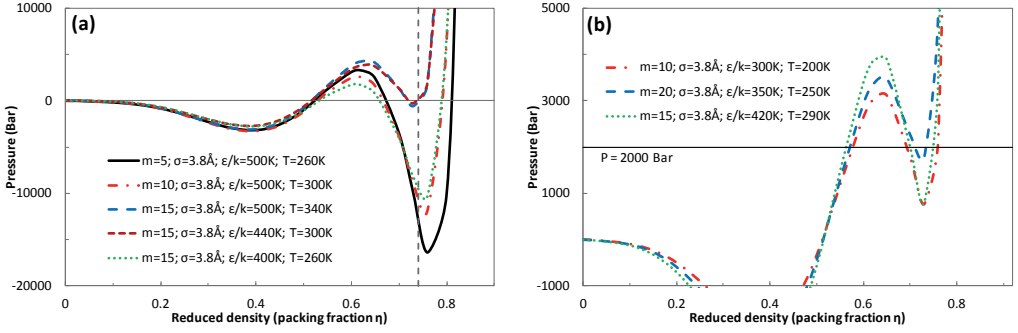 (a)
10000
5000
0
-10000
-20000
Pressure (Bar)
m=5; σ=3.8Å; ε/k=500K; T=260K
m=10; σ=3.8Å; ε/k=500K; T=300K
m=15; σ=3.8Å; ε/k=500K; T=340K
m=15; σ=3.8Å; ε/k=440K; T=300K
m=15; σ=3.8Å; ε/k=400K; T=260K
0 0.2 0.4 0.6 0.8
Reduced density (packing fraction η)
(b)
5000
3000
1000
-1000
Pressure (Bar)
m=10; σ=3.8Å; ε/k=300K; T=200K
m=20; σ=3.8Å; ε/k=350K; T=250K
m=15; σ=3.8Å; ε/k=420K; T=290K
P = 2000 Bar
0 0.2 0.4 0.6 0.8
Reduced density (packing fraction η)